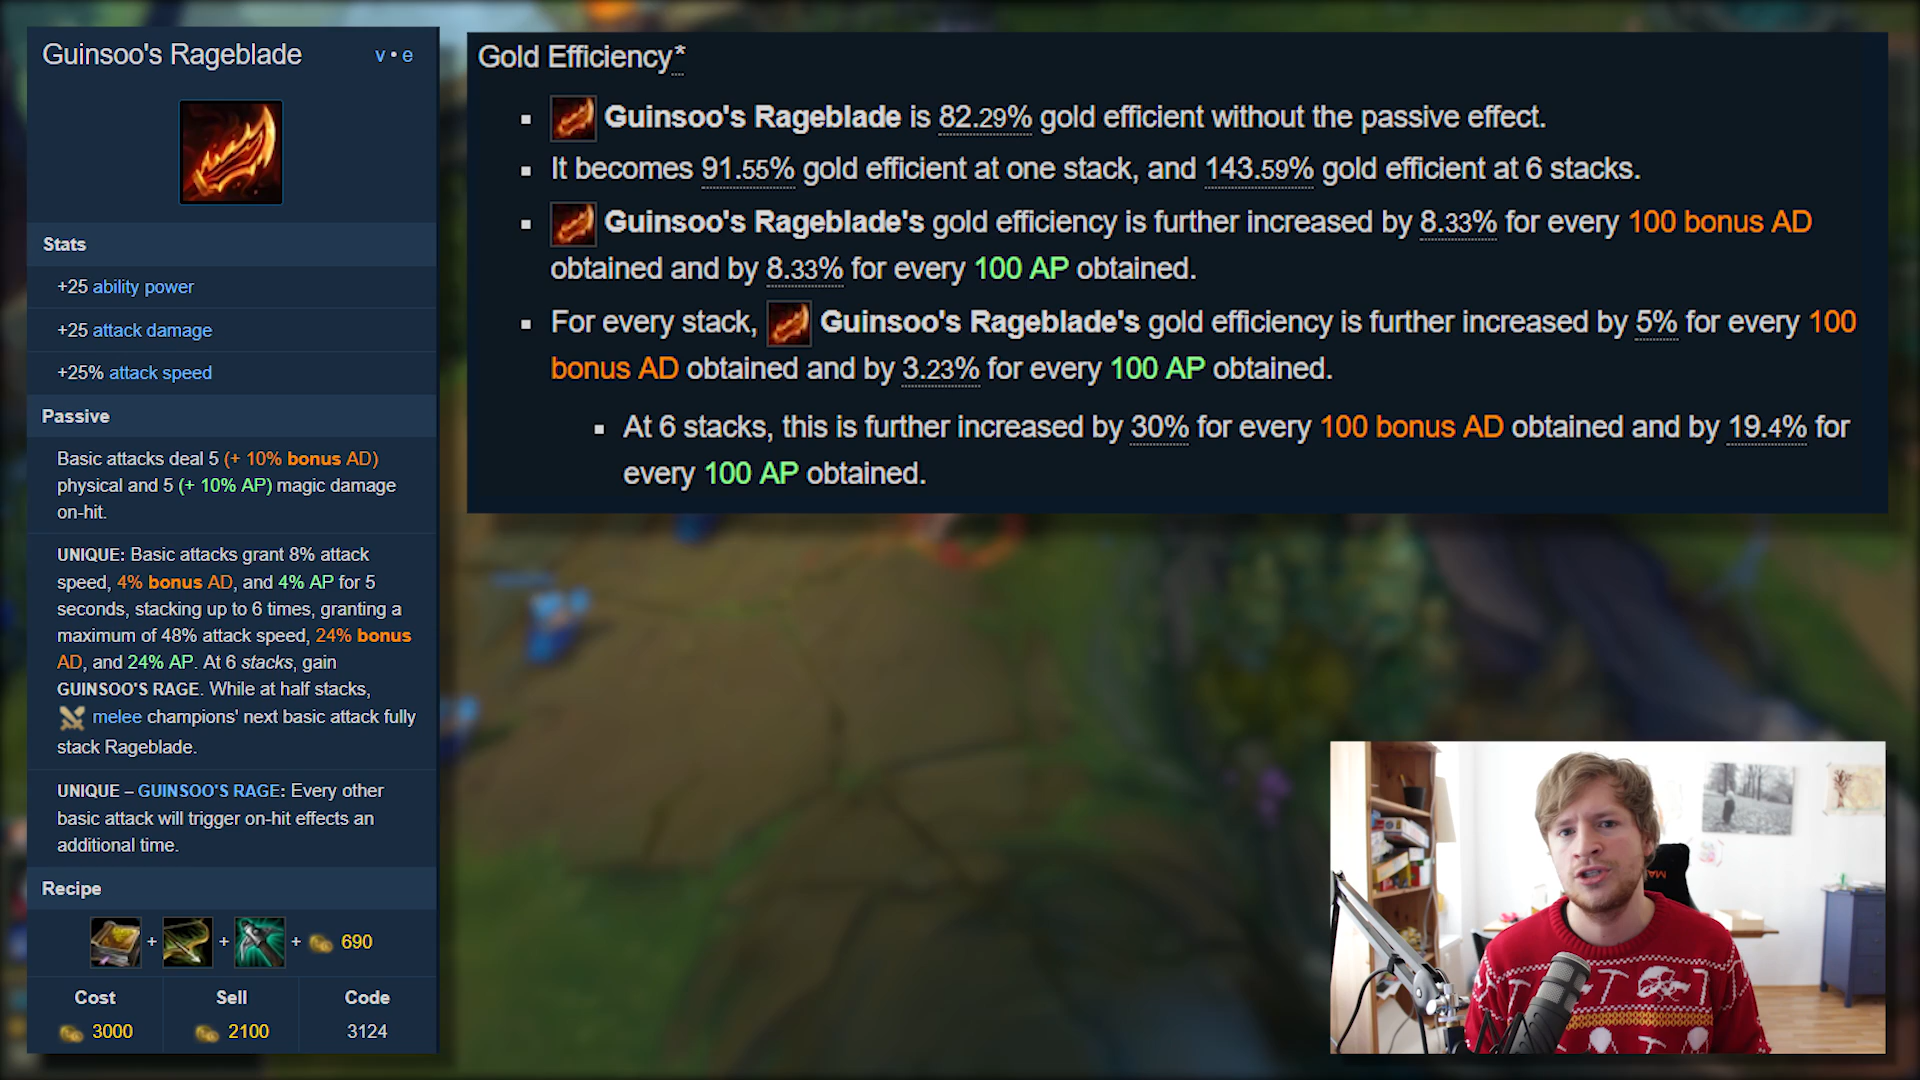 Guinsoo's Rageblade
v • e
Stats
+25 ability power
+25 attack damage
+25% attack speed
Passive
Basic attacks deal 5 (+ 10% bonus AD)
physical and 5 (+ 10% AP) magic damage
on-hit.
UNIQUE: Basic attacks grant 8% attack
speed, 4% bonus AD, and 4% AP for 5
seconds, stacking up to 6 times, granting a
maximum of 48% attack speed, 24% bonus
AD, and 24% AP. At 6 stacks, gain
GUINSOO'S RAGE. While at half stacks,
melee champions' next basic attack fully
stack Rageblade.
UNIQUE – GUINSOO'S RAGE: Every other
basic attack will trigger on-hit effects an
additional time.
Recipe
+ + + 690
Cost Sell Code
3000 2100 3124
Gold Efficiency*
▪ Guinsoo's Rageblade is 82.29% gold efficient without the passive effect.
▪ It becomes 91.55% gold efficient at one stack, and 143.59% gold efficient at 6 stacks.
▪ Guinsoo's Rageblade's gold efficiency is further increased by 8.33% for every 100 bonus AD
obtained and by 8.33% for every 100 AP obtained.
▪ For every stack, Guinsoo's Rageblade's gold efficiency is further increased by 5% for every 100
bonus AD obtained and by 3.23% for every 100 AP obtained.
▪ At 6 stacks, this is further increased by 30% for every 100 bonus AD obtained and by 19.4% for
every 100 AP obtained.